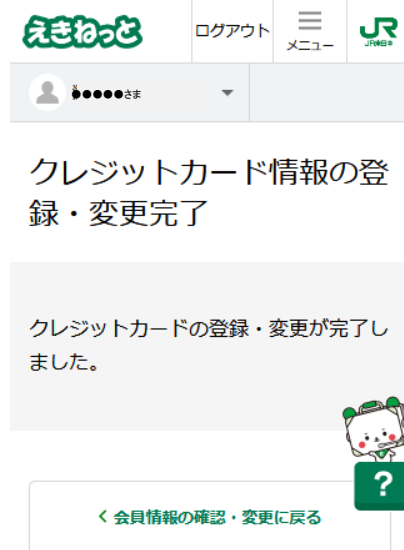 えきねっと
ログアウト
メニュー
JR
JR東日本
●●●●●さま
クレジットカード情報の登
録・変更完了
クレジットカードの登録・変更が完了し
ました。
?
< 会員情報の確認・変更に戻る